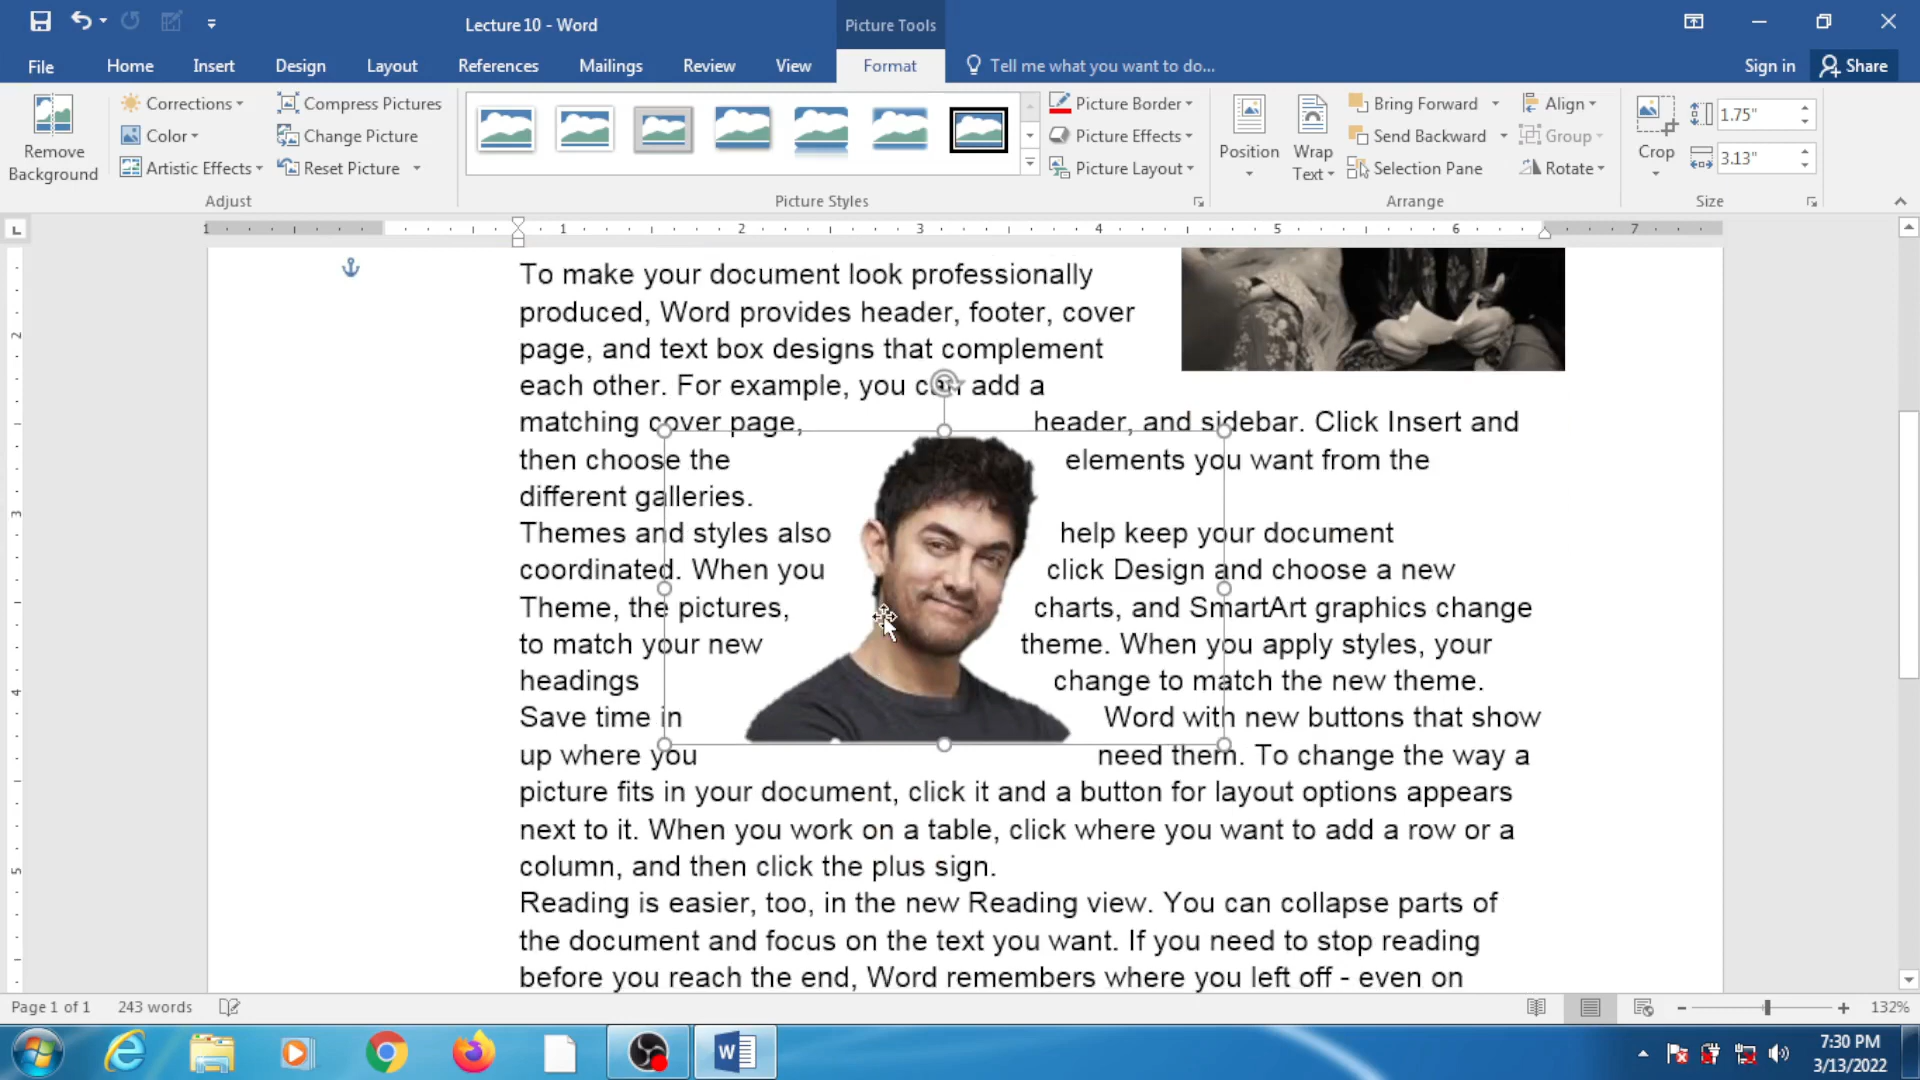 Lecture 10 - Word
Picture Tools
File
Home
Insert
Design
Layout
References
Mailings
Review
View
Format
Tell me what you want to do...
Sign in
Share
Remove
Background
Corrections
Color
Artistic Effects
Compress Pictures
Change Picture
Reset Picture
Adjust
Picture Styles
Picture Border
Picture Effects
Picture Layout
Position
Wrap
Text
Bring Forward
Send Backward
Selection Pane
Align
Group
Rotate
Arrange
Crop
1.75"
3.13"
Size
1 1 2 3 4 5 6 7
To make your document look professionally
produced, Word provides header, footer, cover
page, and text box designs that complement
each other. For example, you can add a
matching cover page, header, and sidebar. Click Insert and
then choose the elements you want from the
different galleries.
Themes and styles also help keep your document
coordinated. When you click Design and choose a new
Theme, the pictures, charts, and SmartArt graphics change
to match your new theme. When you apply styles, your
headings change to match the new theme.
Save time in Word with new buttons that show
up where you need them. To change the way a
picture fits in your document, click it and a button for layout options appears
next to it. When you work on a table, click where you want to add a row or a
column, and then click the plus sign.
Reading is easier, too, in the new Reading view. You can collapse parts of
the document and focus on the text you want. If you need to stop reading
before you reach the end, Word remembers where you left off - even on
2
3
4
5
Page 1 of 1
243 words
132%
7:30 PM
3/13/2022